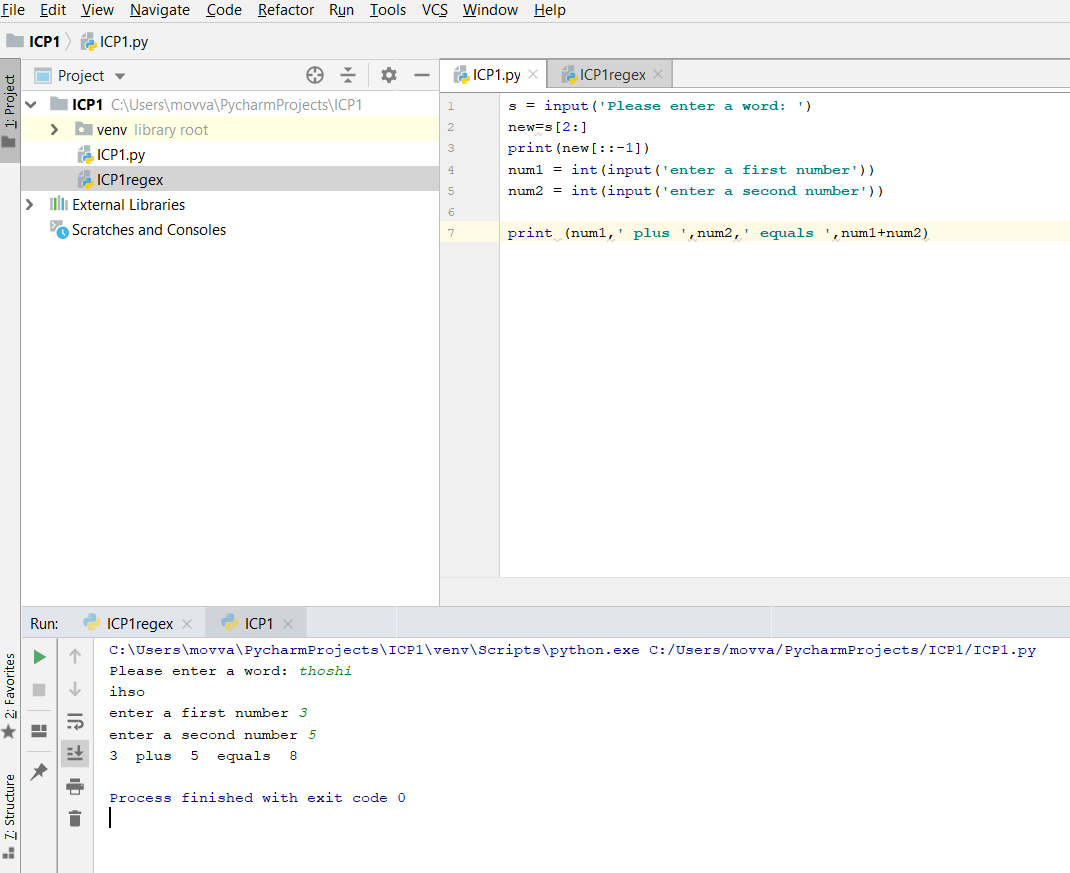 File Edit View Navigate Code Refactor Run Tools VCS Window Help
ICP1 ICP1.py
1: Project
Project
ICP1 C:\Users\movva\PycharmProjects\ICP1
venv library root
ICP1.py
ICP1regex
External Libraries
Scratches and Consoles
ICP1.py ICP1regex
1 s = input('Please enter a word: ')
2 new=s[2:]
3 print(new[::-1])
4 num1 = int(input('enter a first number'))
5 num2 = int(input('enter a second number'))
6
7 print (num1,' plus ',num2,' equals ',num1+num2)
Run: ICP1regex ICP1
C:\Users\movva\PycharmProjects\ICP1\venv\Scripts\python.exe C:/Users/movva/PycharmProjects/ICP1/ICP1.py
Please enter a word: thoshi
ihso
enter a first number 3
enter a second number 5
3  plus  5  equals  8
Process finished with exit code 0
2: Favorites
7: Structure